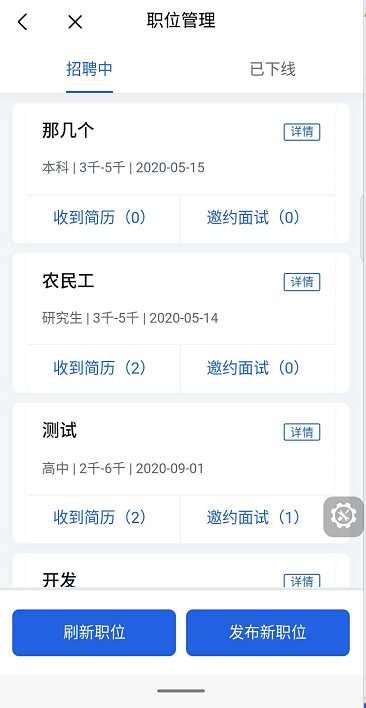 职位管理
招聘中 已下线
那几个 详情
本科 | 3千-5千 | 2020-05-15
收到简历（0） 邀约面试（0）
农民工 详情
研究生 | 3千-5千 | 2020-05-14
收到简历（2） 邀约面试（0）
测试 详情
高中 | 2千-6千 | 2020-09-01
收到简历（2） 邀约面试（1）
开发 详情
刷新职位 发布新职位